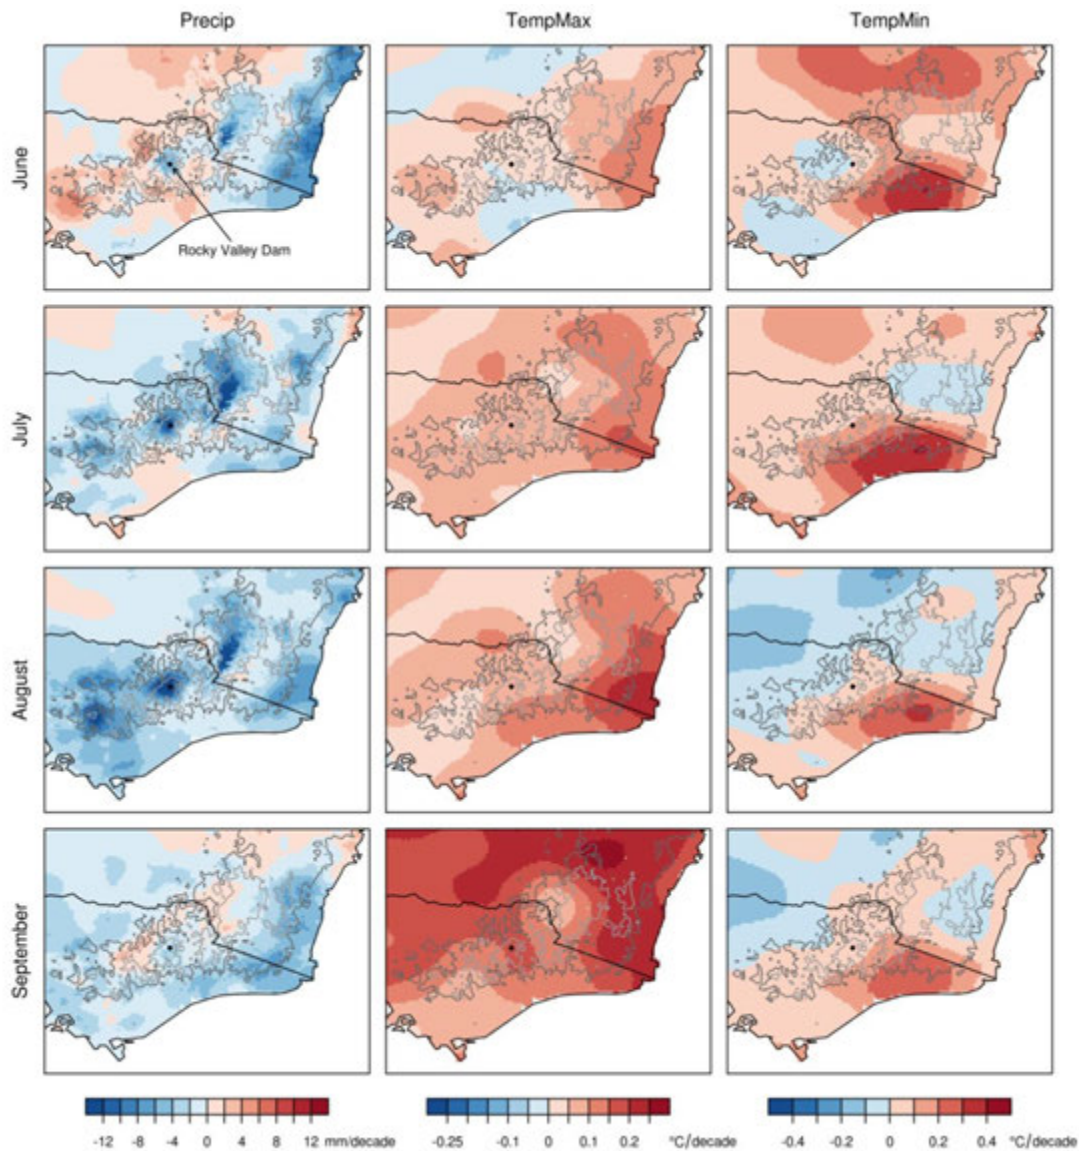 Precip TempMax TempMin
June
Rocky Valley Dam
July
August
September
-12 -8 -4 0 4 8 12 mm/decade
-0.25 -0.1 0 0.1 0.2 °C/decade
-0.4 -0.2 0 0.2 0.4 °C/decade